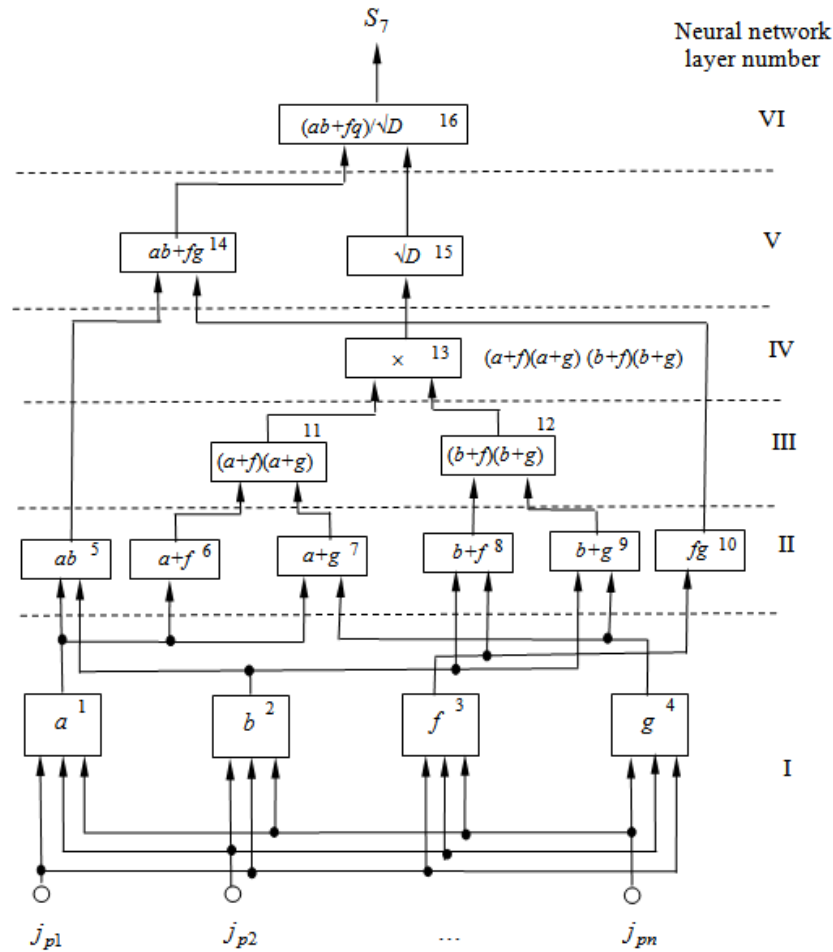 S7
Neural network
layer number
(ab+fq)/√D 16
VI
ab+fg 14
√D 15
V
× 13
(a+f)(a+g) (b+f)(b+g)
IV
11
(a+f)(a+g)
12
(b+f)(b+g)
III
ab 5
a+f 6
a+g 7
b+f 8
b+g 9
fg 10
II
a 1
b 2
f 3
g 4
I
jp1
jp2
...
jpn